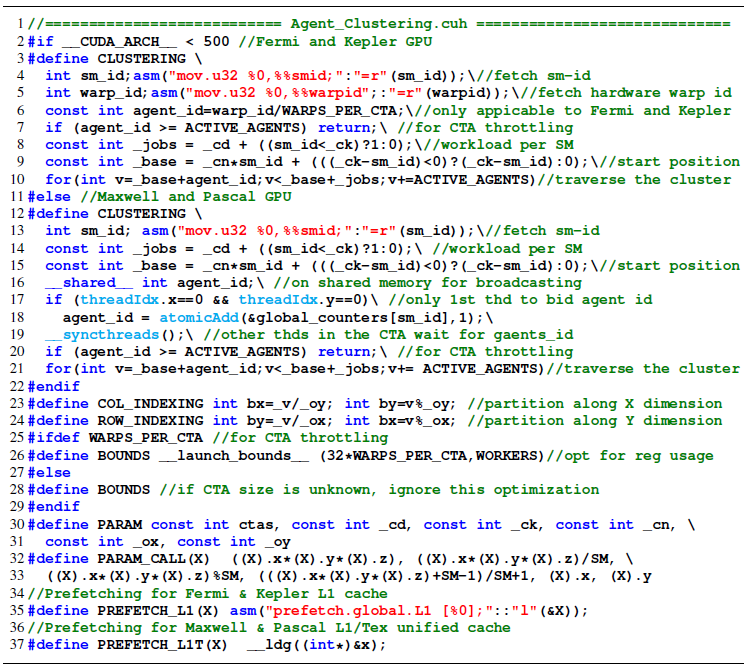 1 //=========================== Agent_Clustering.cuh =============================
2 #if __CUDA_ARCH__ < 500 //Fermi and Kepler GPU
3 #define CLUSTERING \
4 int sm_id;asm("mov.u32 %0,%%smid;":"=r"(sm_id));\//fetch sm-id
5 int warp_id;asm("mov.u32 %0,%%warpid";:"=r"(warpid));\//fetch hardware warp id
6 const int agent_id=warp_id/WARPS_PER_CTA;\//only appicable to Fermi and Kepler
7 if (agent_id >= ACTIVE_AGENTS) return;\ //for CTA throttling
8 const int _jobs = _cd + ((sm_id<_ck)?1:0);\//workload per SM
9 const int _base = _cn*sm_id + (((_ck-sm_id)<0)?(_ck-sm_id):0);\//start position
10 for(int v=_base+agent_id;v<_base+_jobs;v+=ACTIVE_AGENTS)//traverse the cluster
11 #else //Maxwell and Pascal GPU
12 #define CLUSTERING \
13 int sm_id; asm("mov.u32 %0,%%smid;":"=r"(sm_id));\//fetch sm-id
14 const int _jobs = _cd + ((sm_id<_ck)?1:0);\ //workload per SM
15 const int _base = _cn*sm_id + (((_ck-sm_id)<0)?(_ck-sm_id):0);\//start position
16 __shared__ int agent_id;\ //on shared memory for broadcasting
17 if (threadIdx.x==0 && threadIdx.y==0)\ //only 1st thd to bid agent id
18 agent_id = atomicAdd(&global_counters[sm_id],1);\
19 __syncthreads();\ //other thds in the CTA wait for gaents_id
20 if (agent_id >= ACTIVE_AGENTS) return;\ //for CTA throttling
21 for(int v=_base+agent_id;v<_base+_jobs;v+= ACTIVE_AGENTS)//traverse the cluster
22 #endif
23 #define COL_INDEXING int bx=_v/_oy; int by=v%_oy; //partition along X dimension
24 #define ROW_INDEXING int by=_v/_ox; int bx=v%_ox; //partition along Y dimension
25 #ifdef WARPS_PER_CTA //for CTA throttling
26 #define BOUNDS __launch_bounds__ (32*WARPS_PER_CTA,WORKERS)//opt for reg usage
27 #else
28 #define BOUNDS //if CTA size is unknown, ignore this optimization
29 #endif
30 #define PARAM const int ctas, const int _cd, const int _ck, const int _cn, \
31 const int _ox, const int _oy
32 #define PARAM_CALL(X) ((X).x*(X).y*(X).z), ((X).x*(X).y*(X).z)/SM, \
33 ((X).x*(X).y*(X).z)%SM, (((X).x*(X).y*(X).z)+SM-1)/SM+1, (X).x, (X).y
34 //Prefetching for Fermi & Kepler L1 cache
35 #define PREFETCH_L1(X) asm("prefetch.global.L1 [%0];"::"l"(&X));
36 //Prefetching for Maxwell & Pascal L1/Tex unified cache
37 #define PREFETCH_L1T(X) __ldg((int*)&x);